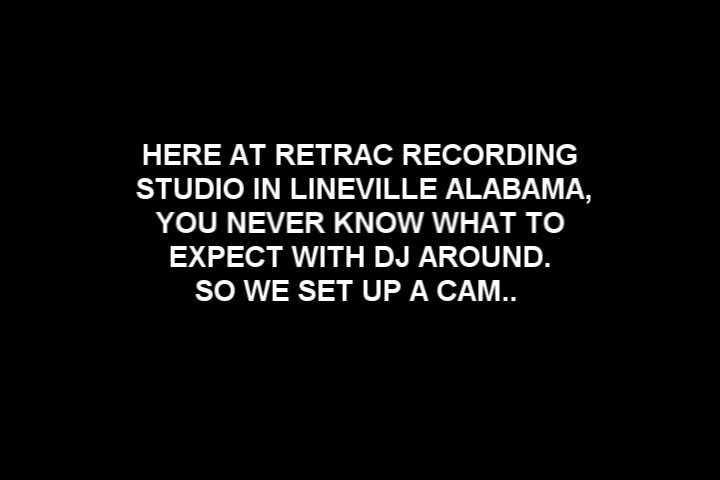 HERE AT RETRAC RECORDING
STUDIO IN LINEVILLE ALABAMA,
YOU NEVER KNOW WHAT TO
EXPECT WITH DJ AROUND.
SO WE SET UP A CAM..